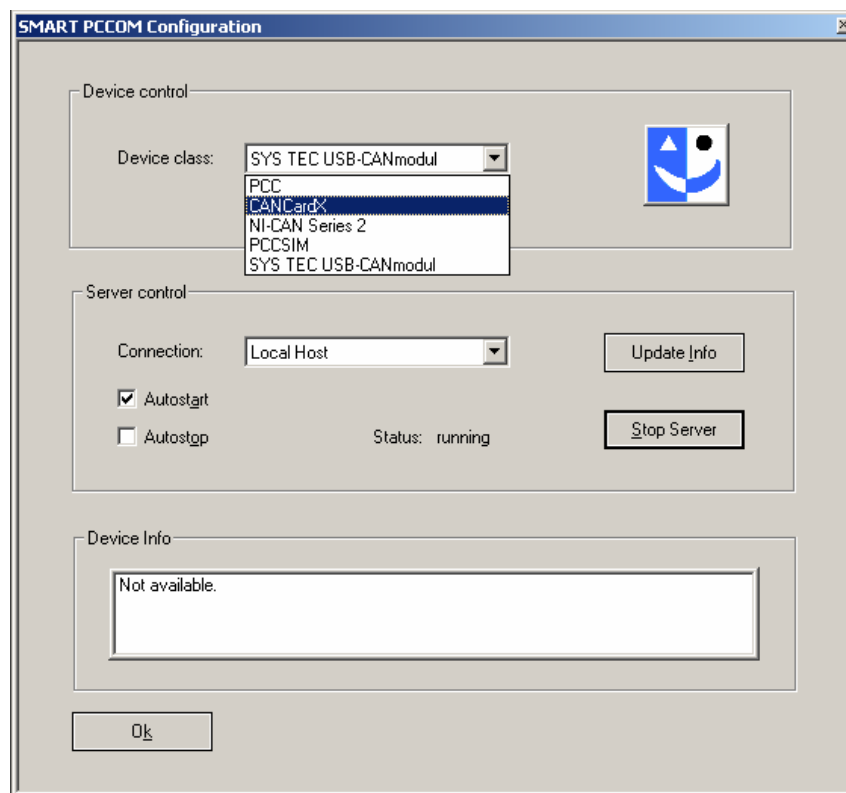 SMART PCCOM Configuration
Device control
Device class: SYS TEC USB-CANmodul
PCC
CANCardX
NI-CAN Series 2
PCCSIM
SYS TEC USB-CANmodul
Server control
Connection: Local Host Update Info
Autostart
Autostop Status: running Stop Server
Device Info
Not available.
Ok